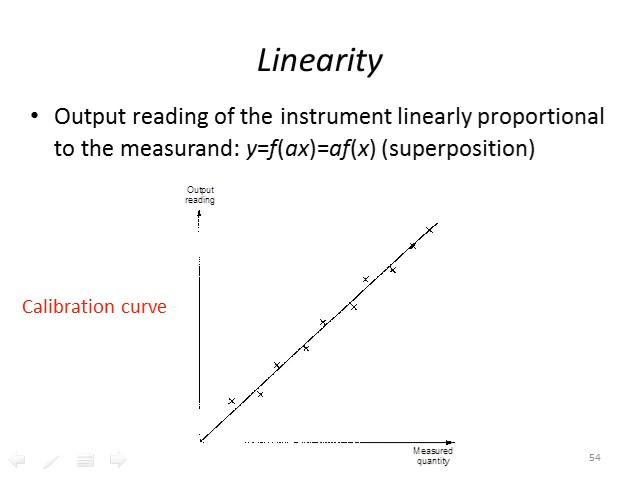 Linearity
• Output reading of the instrument linearly proportional
to the measurand: y=f(ax)=af(x) (superposition)
Output
reading
Calibration curve
Measured
quantity
54